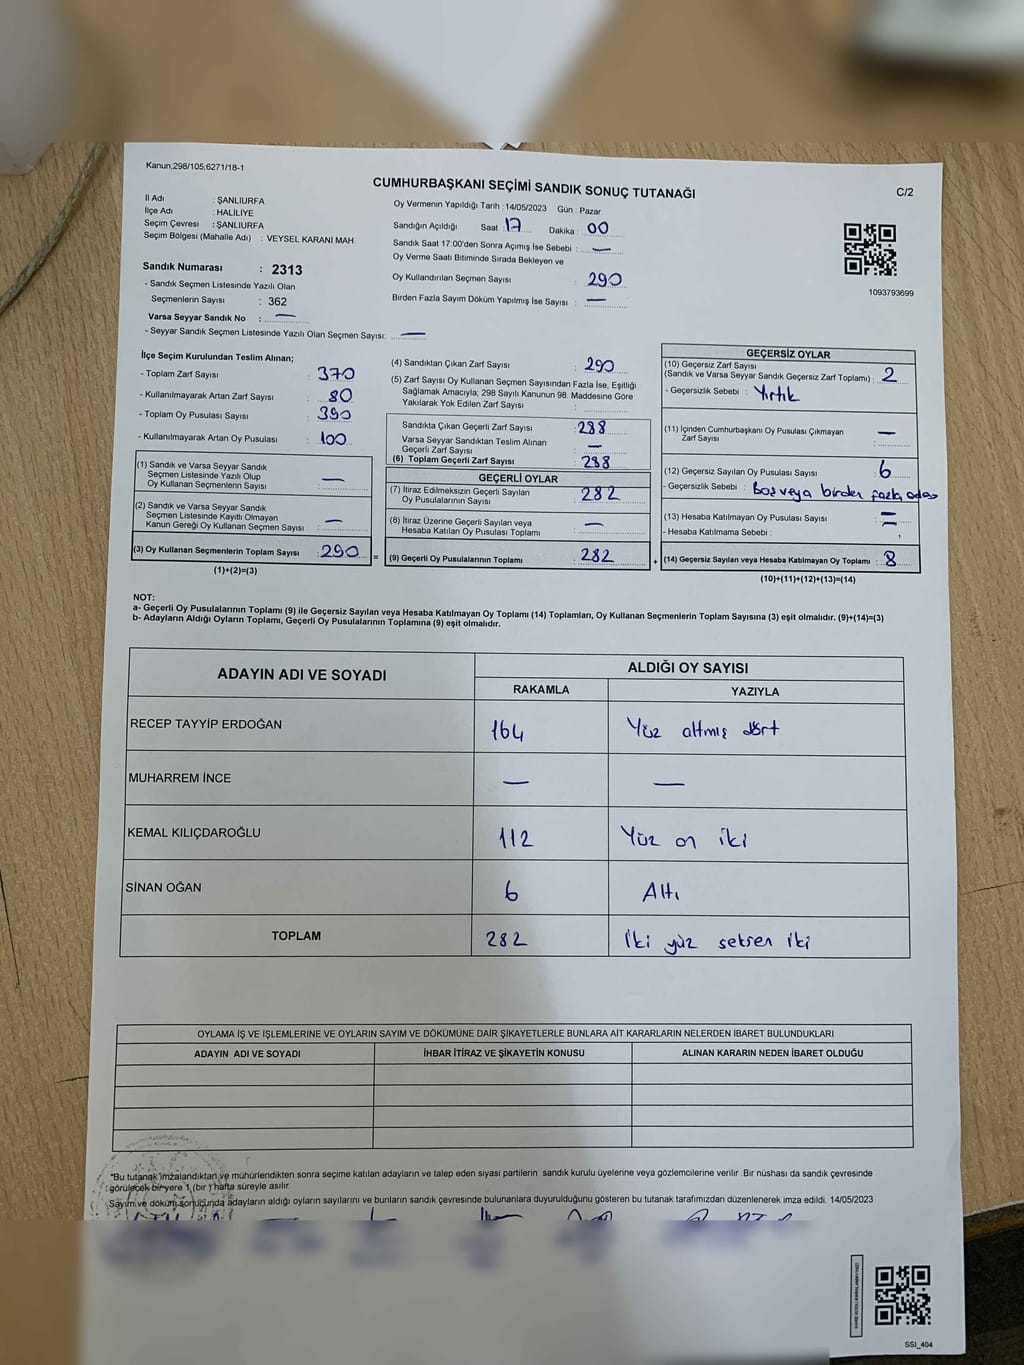 Kanun;298/105,6271/18-1
CUMHURBAŞKANI SEÇİMİ SANDIK SONUÇ TUTANAĞI
C/2
İl Adı : ŞANLIURFA
İlçe Adı : HALİLİYE
Seçim Çevresi : ŞANLIURFA
Seçim Bölgesi (Mahalle Adı) : VEYSEL KARANİ MAH.
Sandık Numarası : 2313
- Sandık Seçmen Listesinde Yazılı Olan
Seçmenlerin Sayısı : 362
Varsa Seyyar Sandık No : —
- Seyyar Sandık Seçmen Listesinde Yazılı Olan Seçmen Sayısı: —
Oy Vermenin Yapıldığı Tarih : 14/05/2023 Gün : Pazar
Sandığın Açıldığı Saat : 17 Dakika : 00
Sandık Saat 17:00'den Sonra Açımış İse Sebebi : —
Oy Verme Saati Bitiminde Sırada Bekleyen ve
Oy Kullandırılan Seçmen Sayısı : 290
Birden Fazla Sayım Döküm Yapılmış İse Sayısı : —
1093793699
İlçe Seçim Kurulundan Teslim Alınan;
- Toplam Zarf Sayısı : 370
- Kullanılmayarak Artan Zarf Sayısı : 80
- Toplam Oy Pusulası Sayısı : 390
- Kullanılmayarak Artan Oy Pusulası : 100
(1) Sandık ve Varsa Seyyar Sandık
Seçmen Listesinde Yazılı Olup
Oy Kullanan Seçmenlerin Sayısı : —
(2) Sandık ve Varsa Seyyar Sandık
Seçmen Listesinde Kayıtlı Olmayan
Kanun Gereği Oy Kullanan Seçmen Sayısı : —
(3) Oy Kullanan Seçmenlerin Toplam Sayısı : 290 =
(1)+(2)=(3)
(4) Sandıktan Çıkan Zarf Sayısı : 290
(5) Zarf Sayısı Oy Kullanan Seçmen Sayısından Fazla İse, Eşitliği
Sağlamak Amacıyla, 298 Sayılı Kanunun 98. Maddesine Göre
Yakılarak Yok Edilen Zarf Sayısı :
Sandıkta Çıkan Geçerli Zarf Sayısı : 288
Varsa Seyyar Sandıktan Teslim Alınan
Geçerli Zarf Sayısı : —
(6) Toplam Geçerli Zarf Sayısı : 288
GEÇERLİ OYLAR
(7) İtiraz Edilmeksizin Geçerli Sayılan
Oy Pusulalarının Sayısı : 282
(8) İtiraz Üzerine Geçerli Sayılan veya
Hesaba Katılan Oy Pusulaları Toplamı : —
(9) Geçerli Oy Pusulalarının Toplamı : 282 +
GEÇERSİZ OYLAR
(10) Geçersiz Zarf Sayısı
(Sandık ve Varsa Seyyar Sandık Geçersiz Zarf Toplamı) : 2
- Geçersizlik Sebebi : Yırtık
(11) İçinden Cumhurbaşkanı Oy Pusulası Çıkmayan
Zarf Sayısı : —
(12) Geçersiz Sayılan Oy Pusulası Sayısı : 6
- Geçersizlik Sebebi : Boş veya birden fazla aday
(13) Hesaba Katılmayan Oy Pusulası Sayısı : —
- Hesaba Katılmama Sebebi : —
(14) Geçersiz Sayılan veya Hesaba Katılmayan Oy Toplamı : 8
(10)+(11)+(12)+(13)=(14)
NOT:
a- Geçerli Oy Pusulalarının Toplamı (9) ile Geçersiz Sayılan veya Hesaba Katılmayan Oy Toplamı (14) Toplamları, Oy Kullanan Seçmenlerin Toplam Sayısına (3) eşit olmalıdır. (9)+(14)=(3)
b- Adayların Aldığı Oyların Toplamı, Geçerli Oy Pusulalarının Toplamına (9) eşit olmalıdır.
ADAYIN ADI VE SOYADI
ALDIĞI OY SAYISI
RAKAMLA YAZIYLA
RECEP TAYYİP ERDOĞAN 164 Yüz altmış dört
MUHARREM İNCE — —
KEMAL KILIÇDAROĞLU 112 Yüz on iki
SİNAN OĞAN 6 Altı
TOPLAM 282 İki yüz seksen iki
OYLAMA İŞ VE İŞLEMLERİNE VE OYLARIN SAYIM VE DÖKÜMÜNE DAİR ŞİKAYETLERLE BUNLARA AİT KARARLARIN NELERDEN İBARET BULUNDUKLARI
ADAYIN ADI VE SOYADI İHBAR İTİRAZ VE ŞİKAYETİN KONUSU ALINAN KARARIN NEDEN İBARET OLDUĞU
*Bu tutanak imzalandıktan ve mühürlendikten sonra seçime katılan adayların ve talep eden siyasi partilerin sandık kurulu üyelerine veya gözlemcilerine verilir. Bir nüshası da sandık çevresinde
görülecek bir yere 1 (bir) hafta süreyle asılır.
Sayım ve döküm sonucunda adayların aldığı oyların sayılarını ve bunların sandık çevresinde bulunanlara duyurulduğunu gösteren bu tutanak tarafımızdan düzenlenerek imza edildi. 14/05/2023
SSİ_404